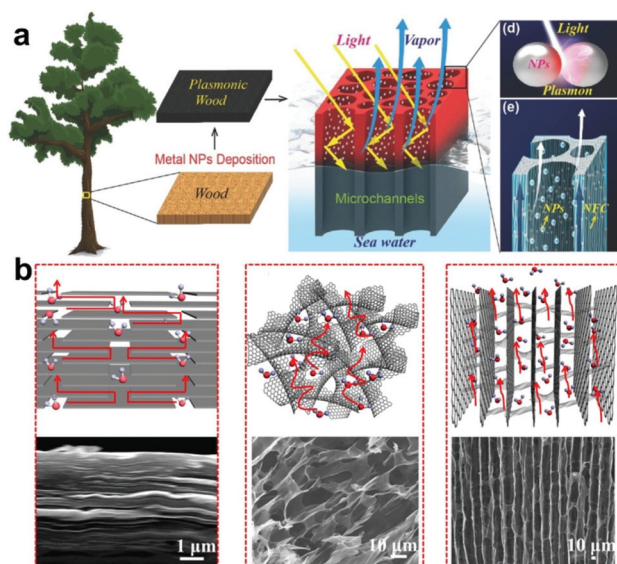 a
Plasmonic
Wood
Metal NPs Deposition
Wood
Light
Vapor
Microchannels
Sea water
(d)
Light
NPs
Plasmon
(e)
NPs
NFC
b
1 µm
10 µm
10 µm